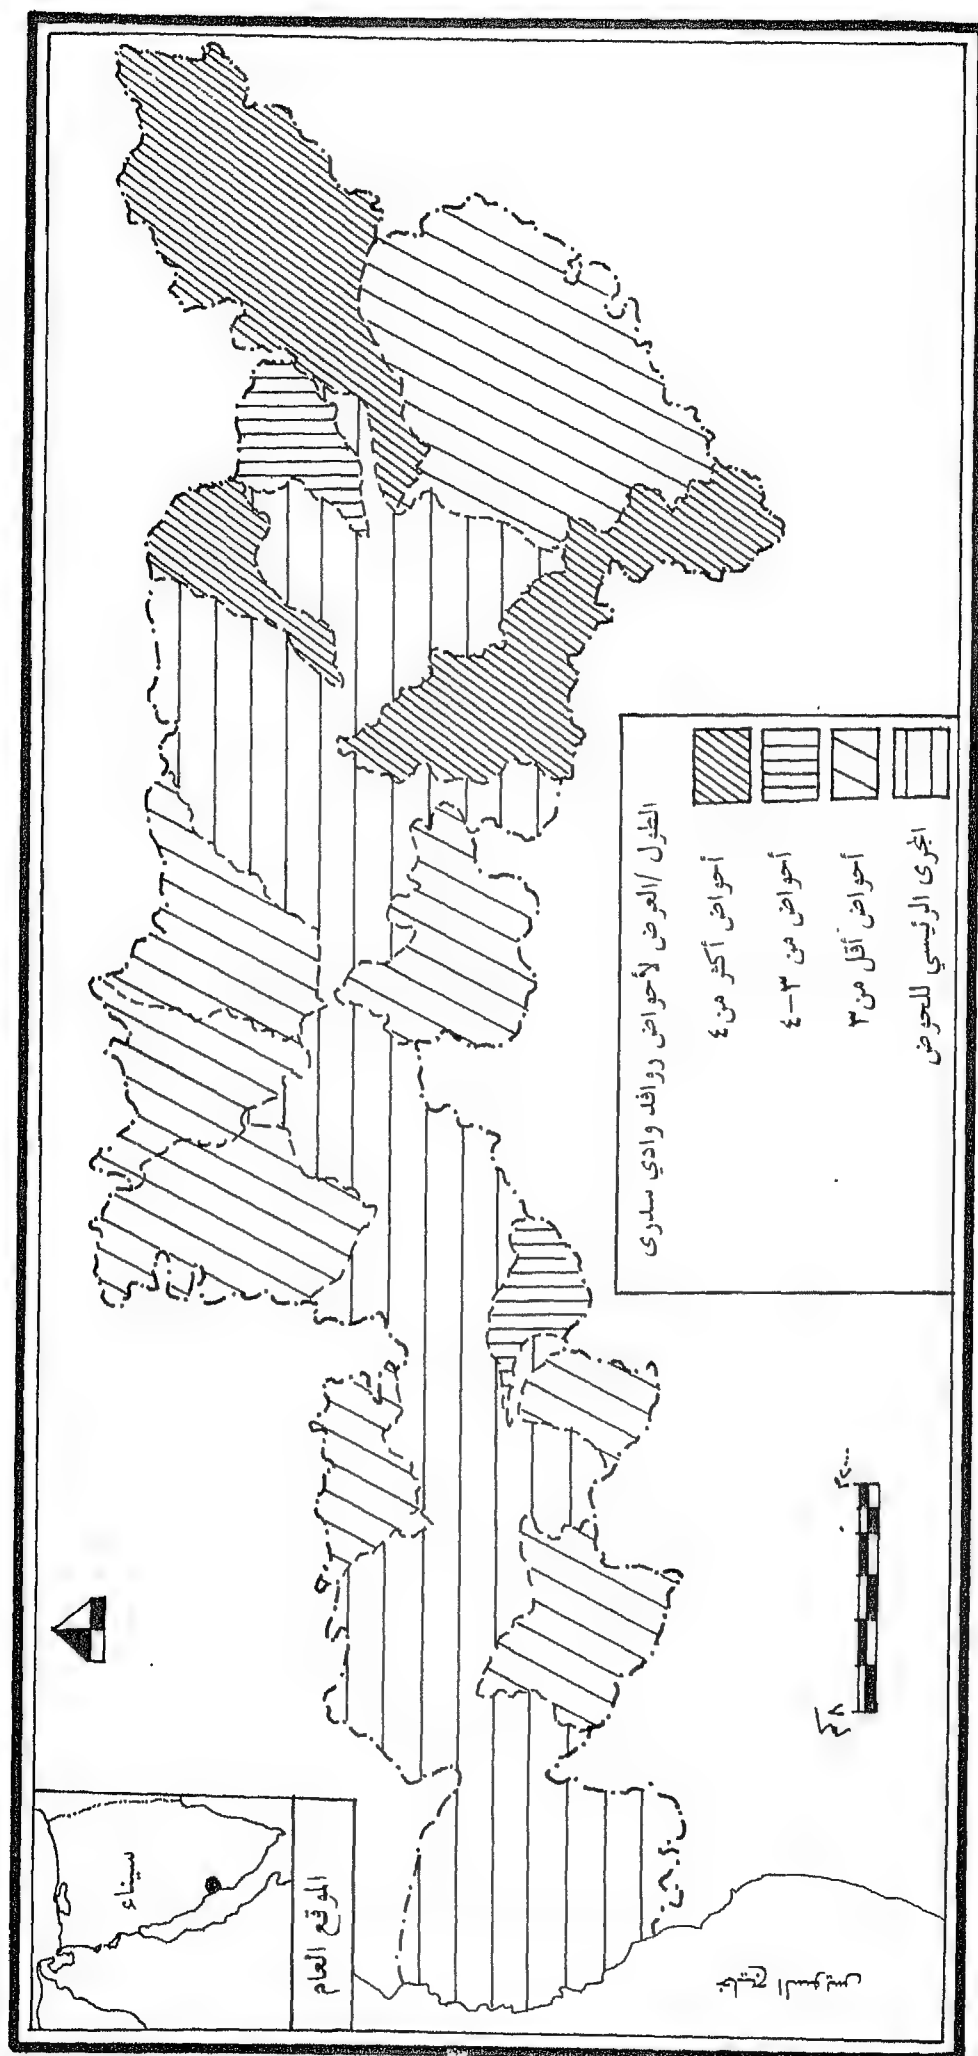 الطول / العرض لأحواض روافد وادي سدرى
أحواض أكثر من ٤
أحواض من ٣-٤
أحواض أقل من ٣
المجرى الرئيسي للحوض
سيناء
الموقع العام
خليج السويس